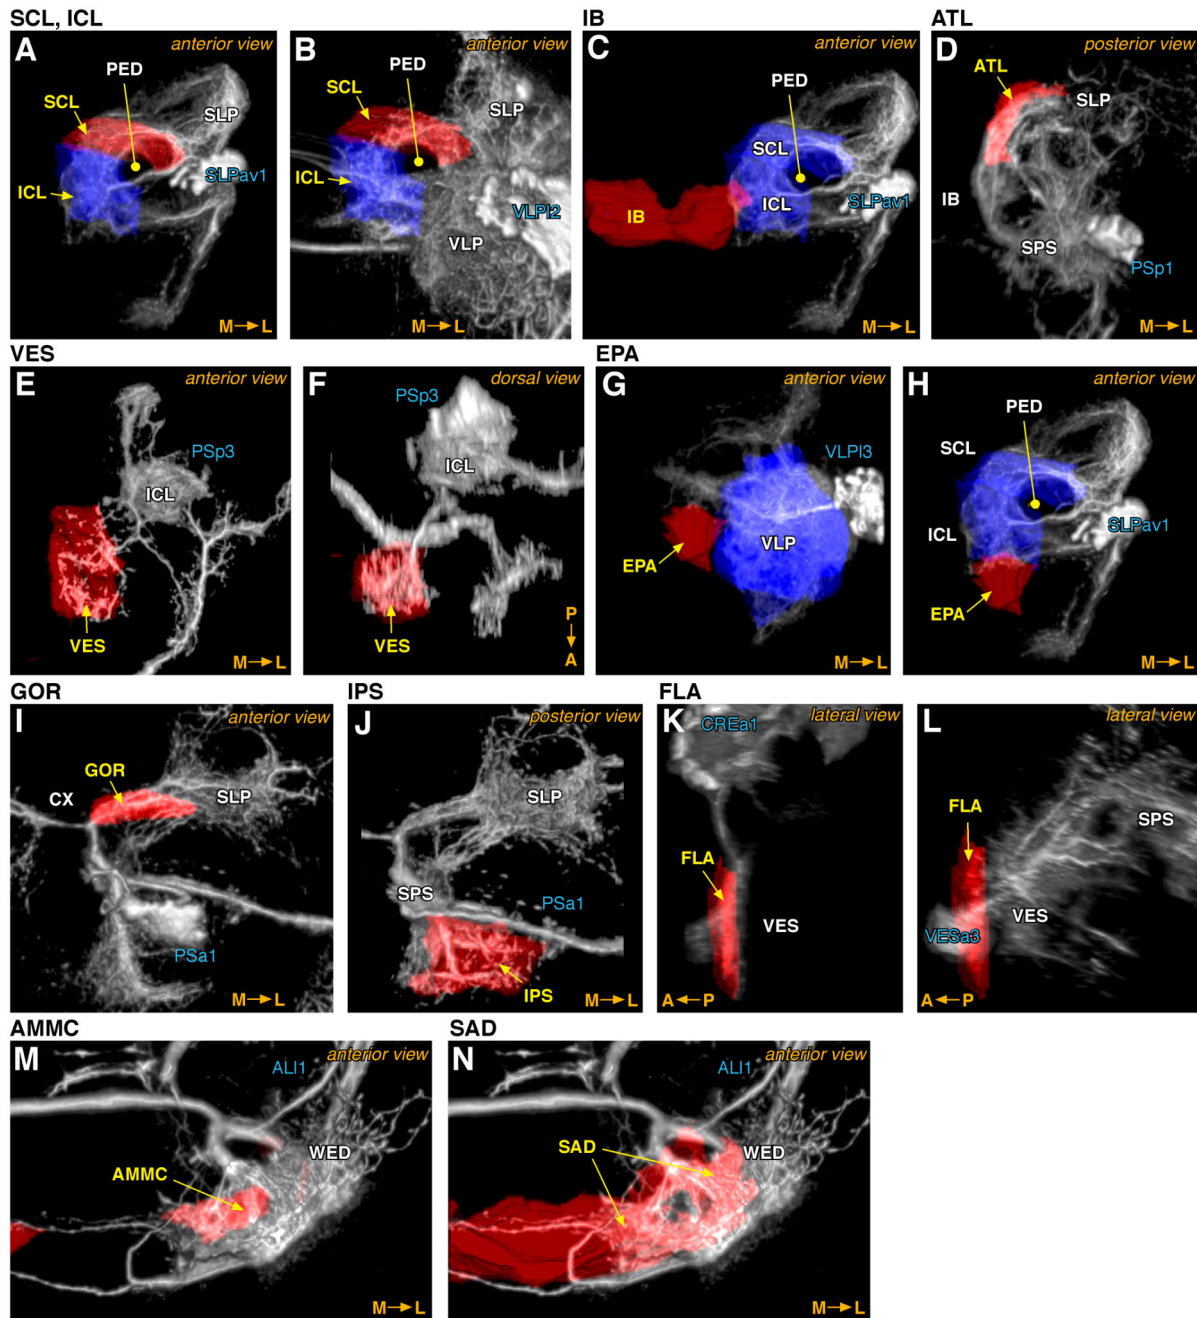 SCL, ICL
IB
ATL
A
anterior view
PED
SCL
SLP
ICL
SLPav1
M→L
B
anterior view
PED
SCL
SLP
ICL
VLPl2
VLP
M→L
C
anterior view
PED
SCL
SLPav1
IB
ICL
M→L
D
posterior view
ATL
SLP
IB
SPS
PSp1
M→L
VES
EPA
E
anterior view
PSp3
ICL
VES
M→L
F
dorsal view
PSp3
ICL
VES
P
↓
A
G
anterior view
VLPl3
VLP
EPA
M→L
H
anterior view
PED
SCL
ICL
SLPav1
EPA
M→L
GOR
IPS
FLA
I
anterior view
GOR
CX
SLP
PSa1
M→L
J
posterior view
SLP
SPS
PSa1
IPS
M→L
K
lateral view
CREa1
FLA
VES
A←P
L
lateral view
FLA
SPS
VES
VESa3
A←P
AMMC
SAD
M
anterior view
ALl1
WED
AMMC
M→L
N
anterior view
ALl1
WED
SAD
M→L